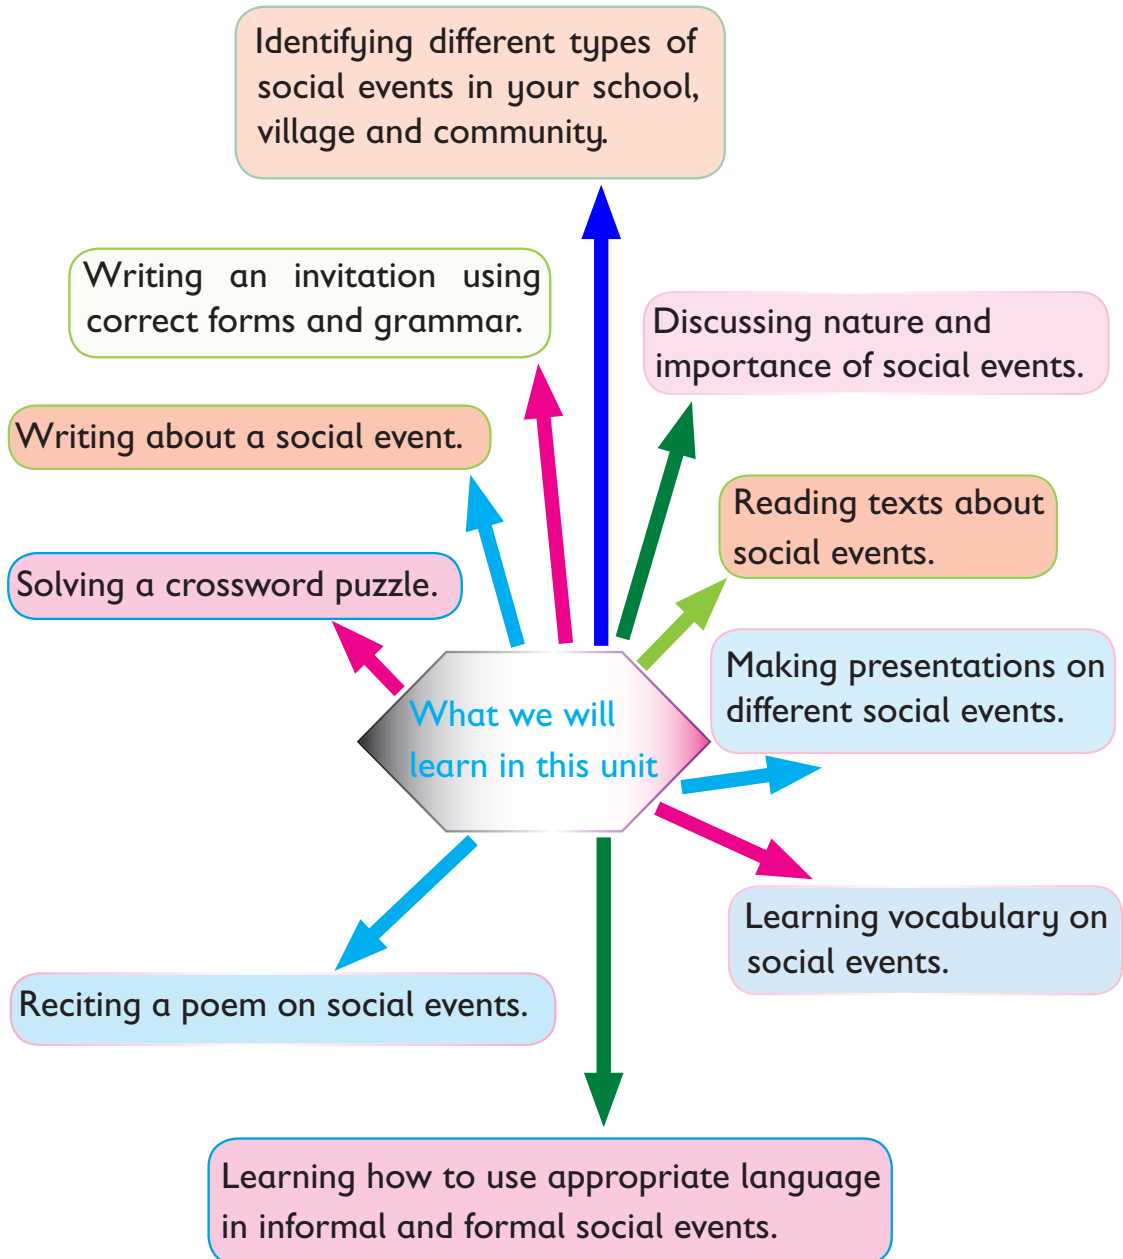 Identifying different types of
social events in your school,
village and community.
Writing an invitation using
correct forms and grammar.
Discussing nature and
importance of social events.
Writing about a social event.
Reading texts about
social events.
Solving a crossword puzzle.
Making presentations on
different social events.
What we will
learn in this unit
Learning vocabulary on
social events.
Reciting a poem on social events.
Learning how to use appropriate language
in informal and formal social events.